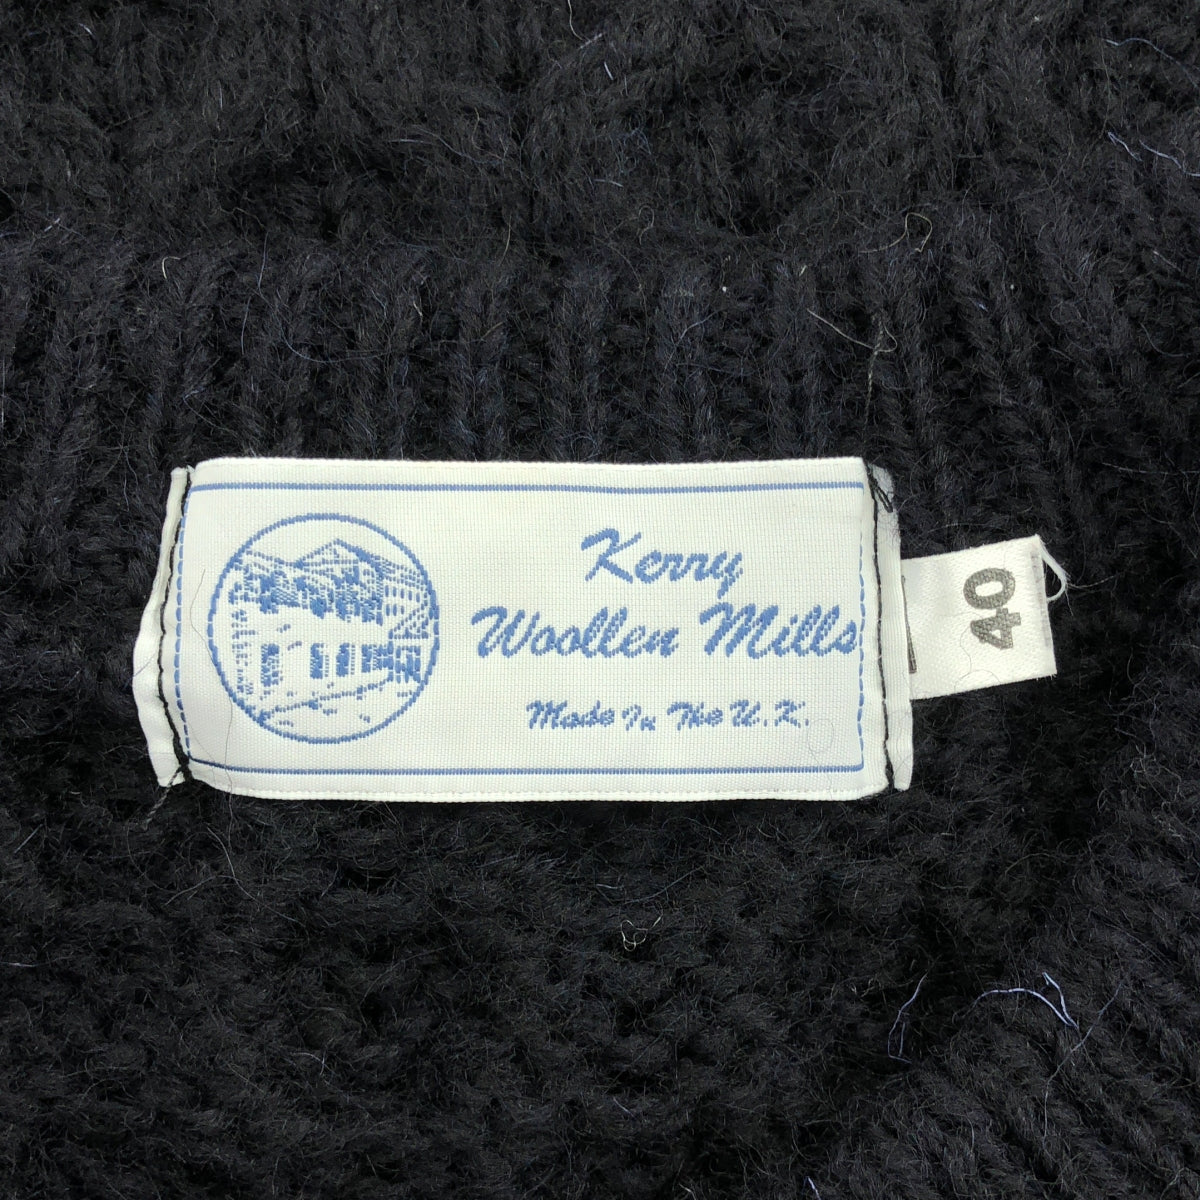 Kerry
Woollen Mills
Made In The U.K.
40